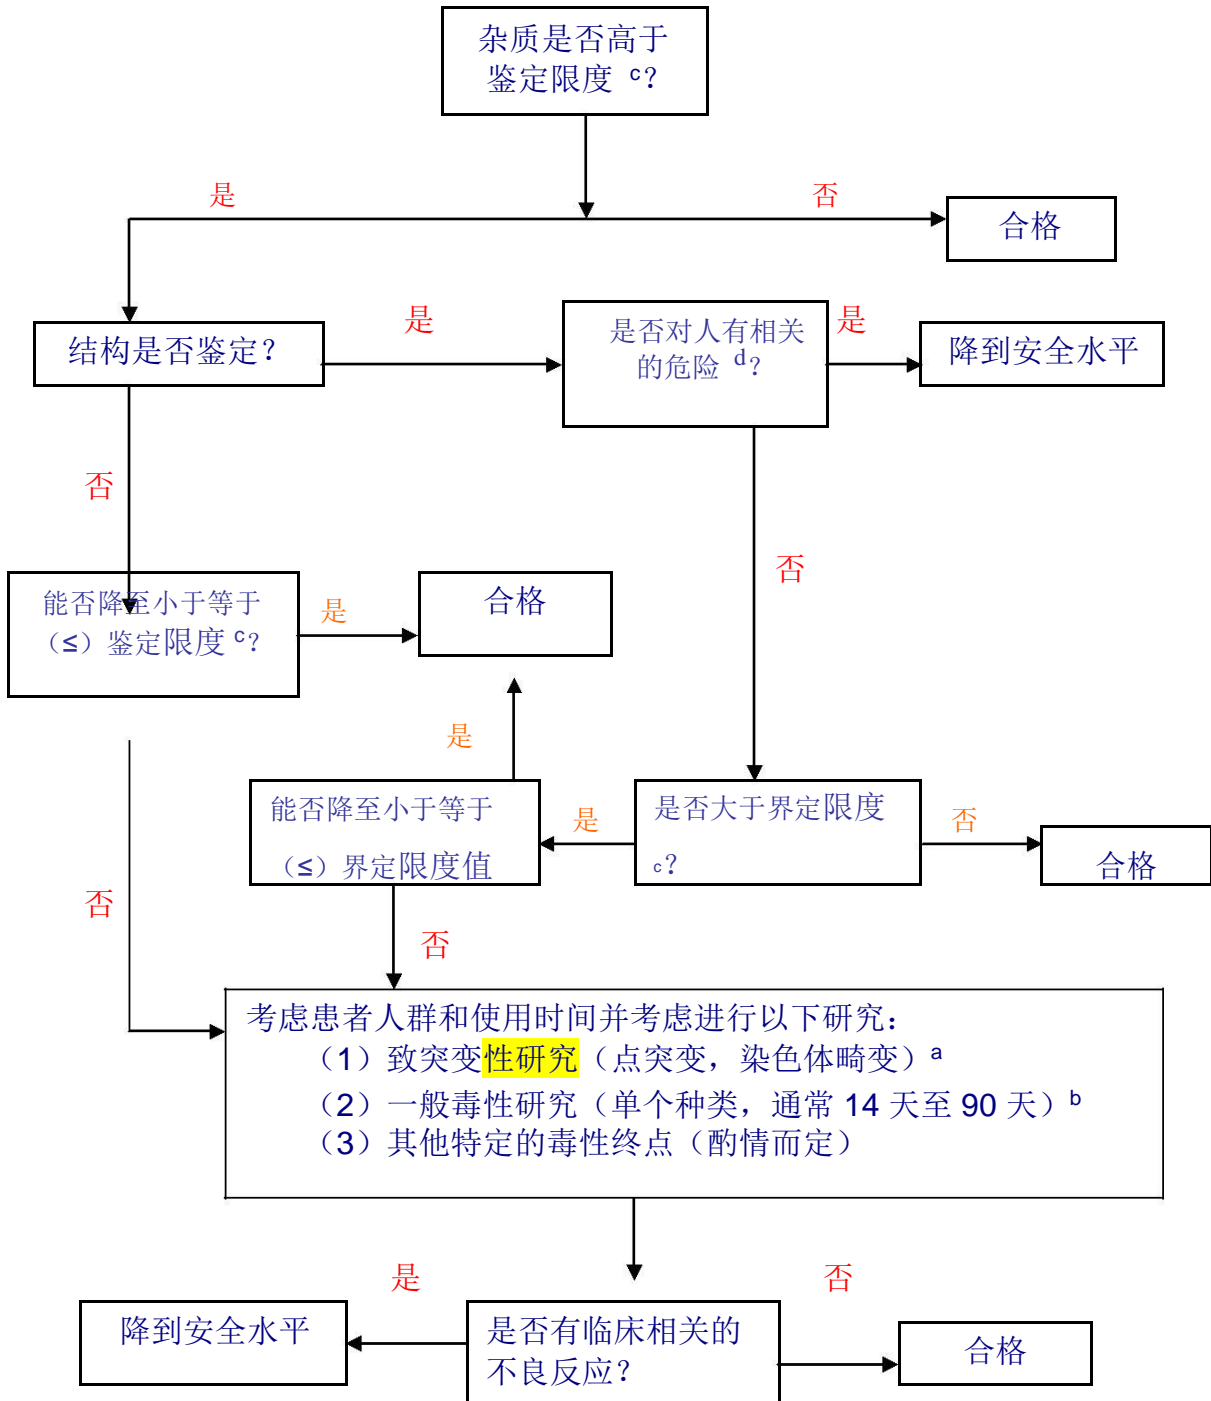 杂质是否高于
鉴定限度 c？
是
否
合格
结构是否鉴定？
是
是否对人有相关
的危险 d？
是
降到安全水平
否
否
能否降至小于等于
（≤）鉴定限度 c？
是
合格
是
能否降至小于等于
（≤）界定限度值
是
是否大于界定限度
c？
否
合格
否
否
考虑患者人群和使用时间并考虑进行以下研究：
（1）致突变性研究（点突变，染色体畸变）a
（2）一般毒性研究（单个种类，通常 14 天至 90 天）b
（3）其他特定的毒性终点（酌情而定）
是
否
降到安全水平
是否有临床相关的
不良反应？
合格